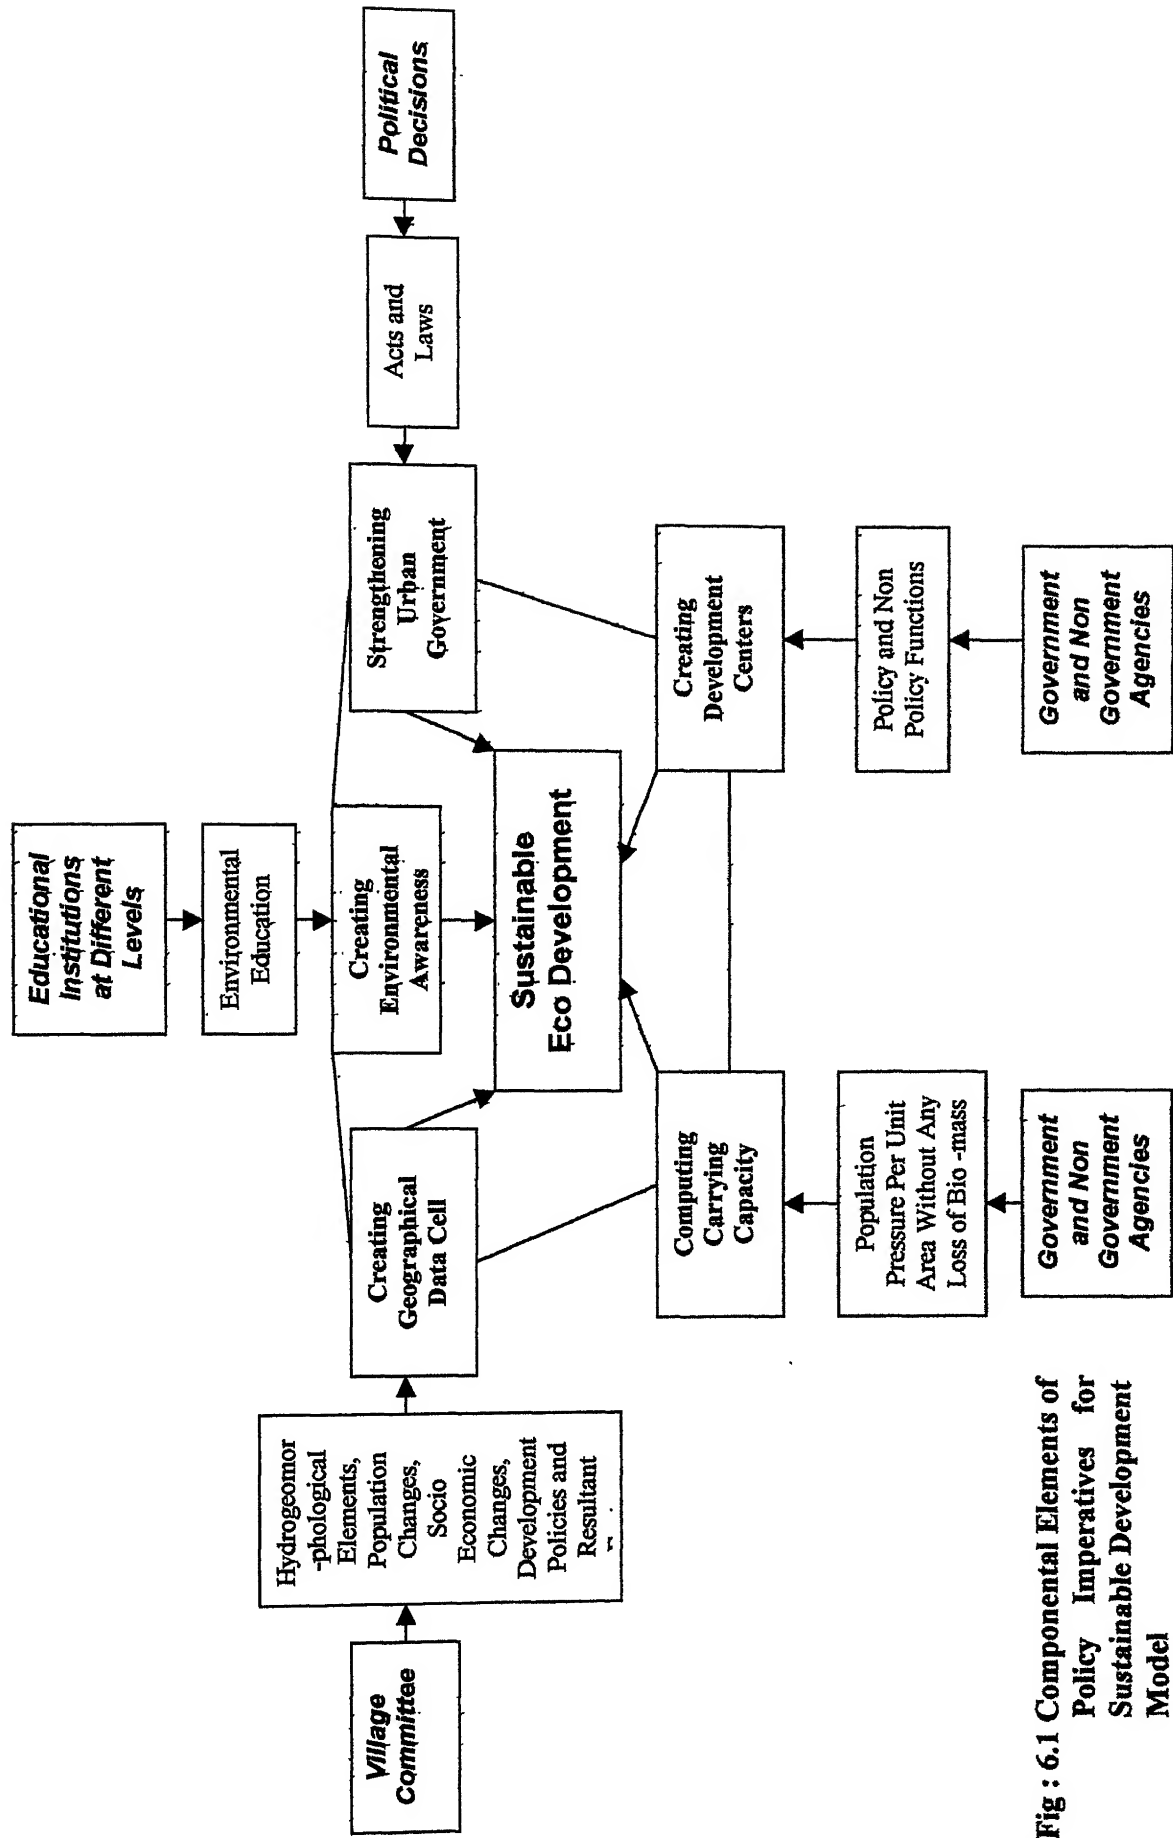 Educational
Institutions
at Different
Levels
Environmental
Education
Creating
Environmental
Awareness
Village
Committee
Hydrogeomor
-phological
Elements,
Population
Changes,
Socio
Economic
Changes,
Development
Policies and
Resultant
Creating
Geographical
Data Cell
Strengthening
Urban
Government
Acts and
Laws
Political
Decisions
Sustainable
Eco Development
Computing
Carrying
Capacity
Creating
Development
Centers
Population
Pressure Per Unit
Area Without Any
Loss of Bio -mass
Policy and Non
Policy Functions
Government
and Non
Government
Agencies
Government
and Non
Government
Agencies
Fig : 6.1 Componental Elements of
Policy Imperatives for
Sustainable Development
Model